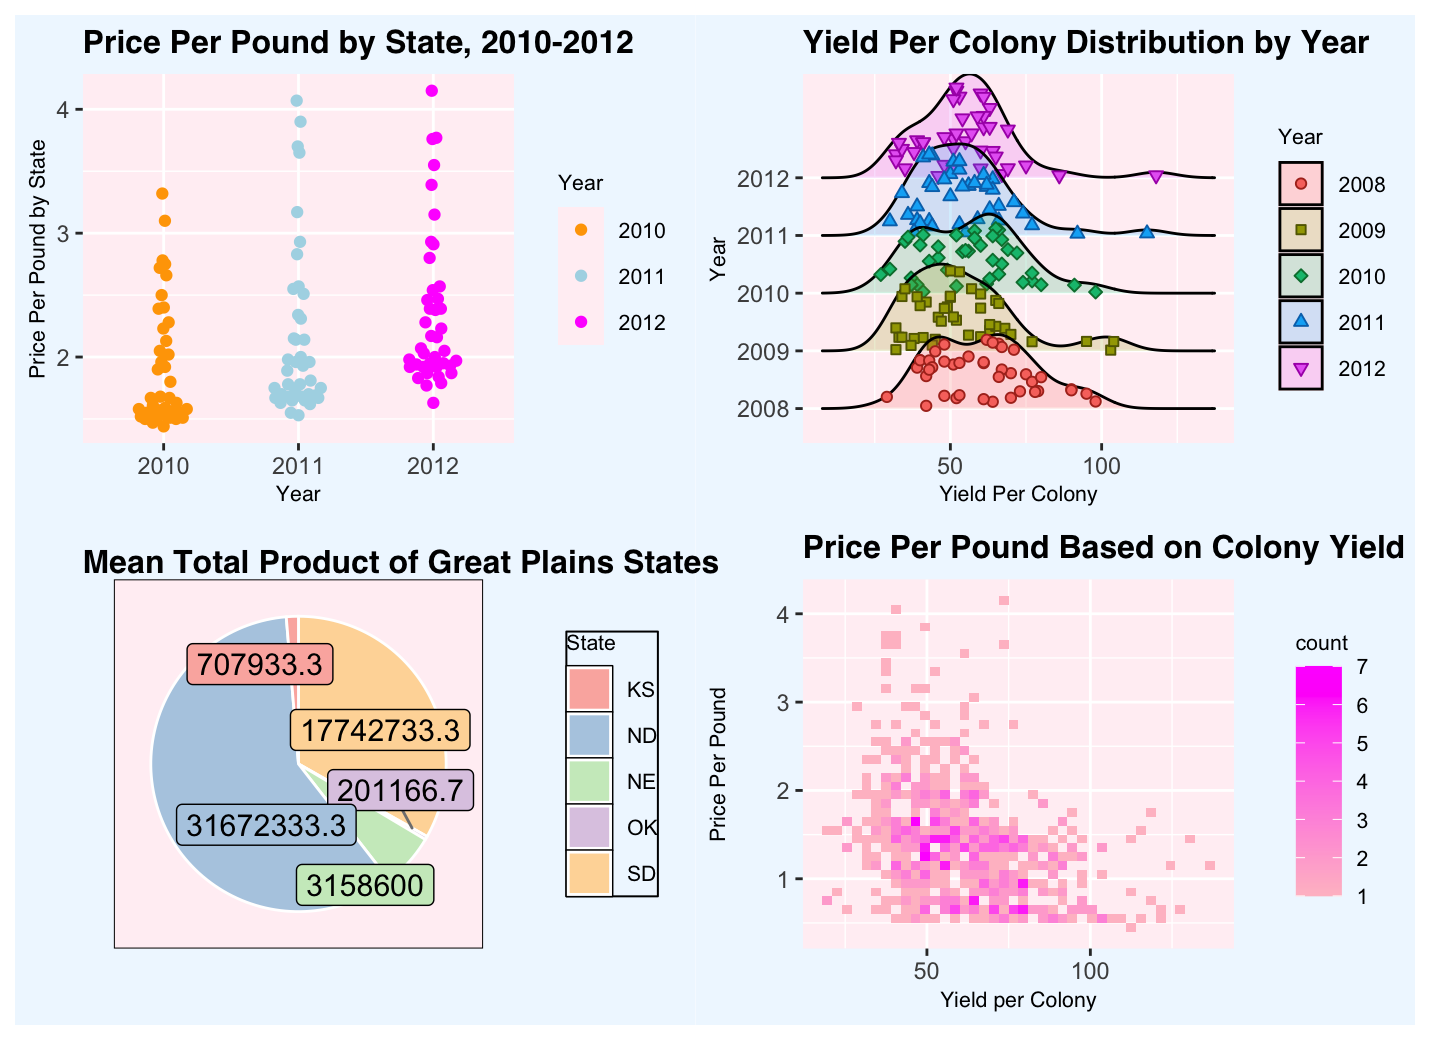 Price Per Pound by State, 2010-2012
Price Per Pound by State
4
3
2
2010
2011
2012
Year
Year
2010
2011
2012
Yield Per Colony Distribution by Year
Year
2012
2011
2010
2009
2008
50
100
Yield Per Colony
Year
2008
2009
2010
2011
2012
Mean Total Product of Great Plains States
707933.3
17742733.3
201166.7
31672333.3
3158600
State
KS
ND
NE
OK
SD
Price Per Pound Based on Colony Yield
Price Per Pound
4
3
2
1
50
100
Yield per Colony
count
7
6
5
4
3
2
1